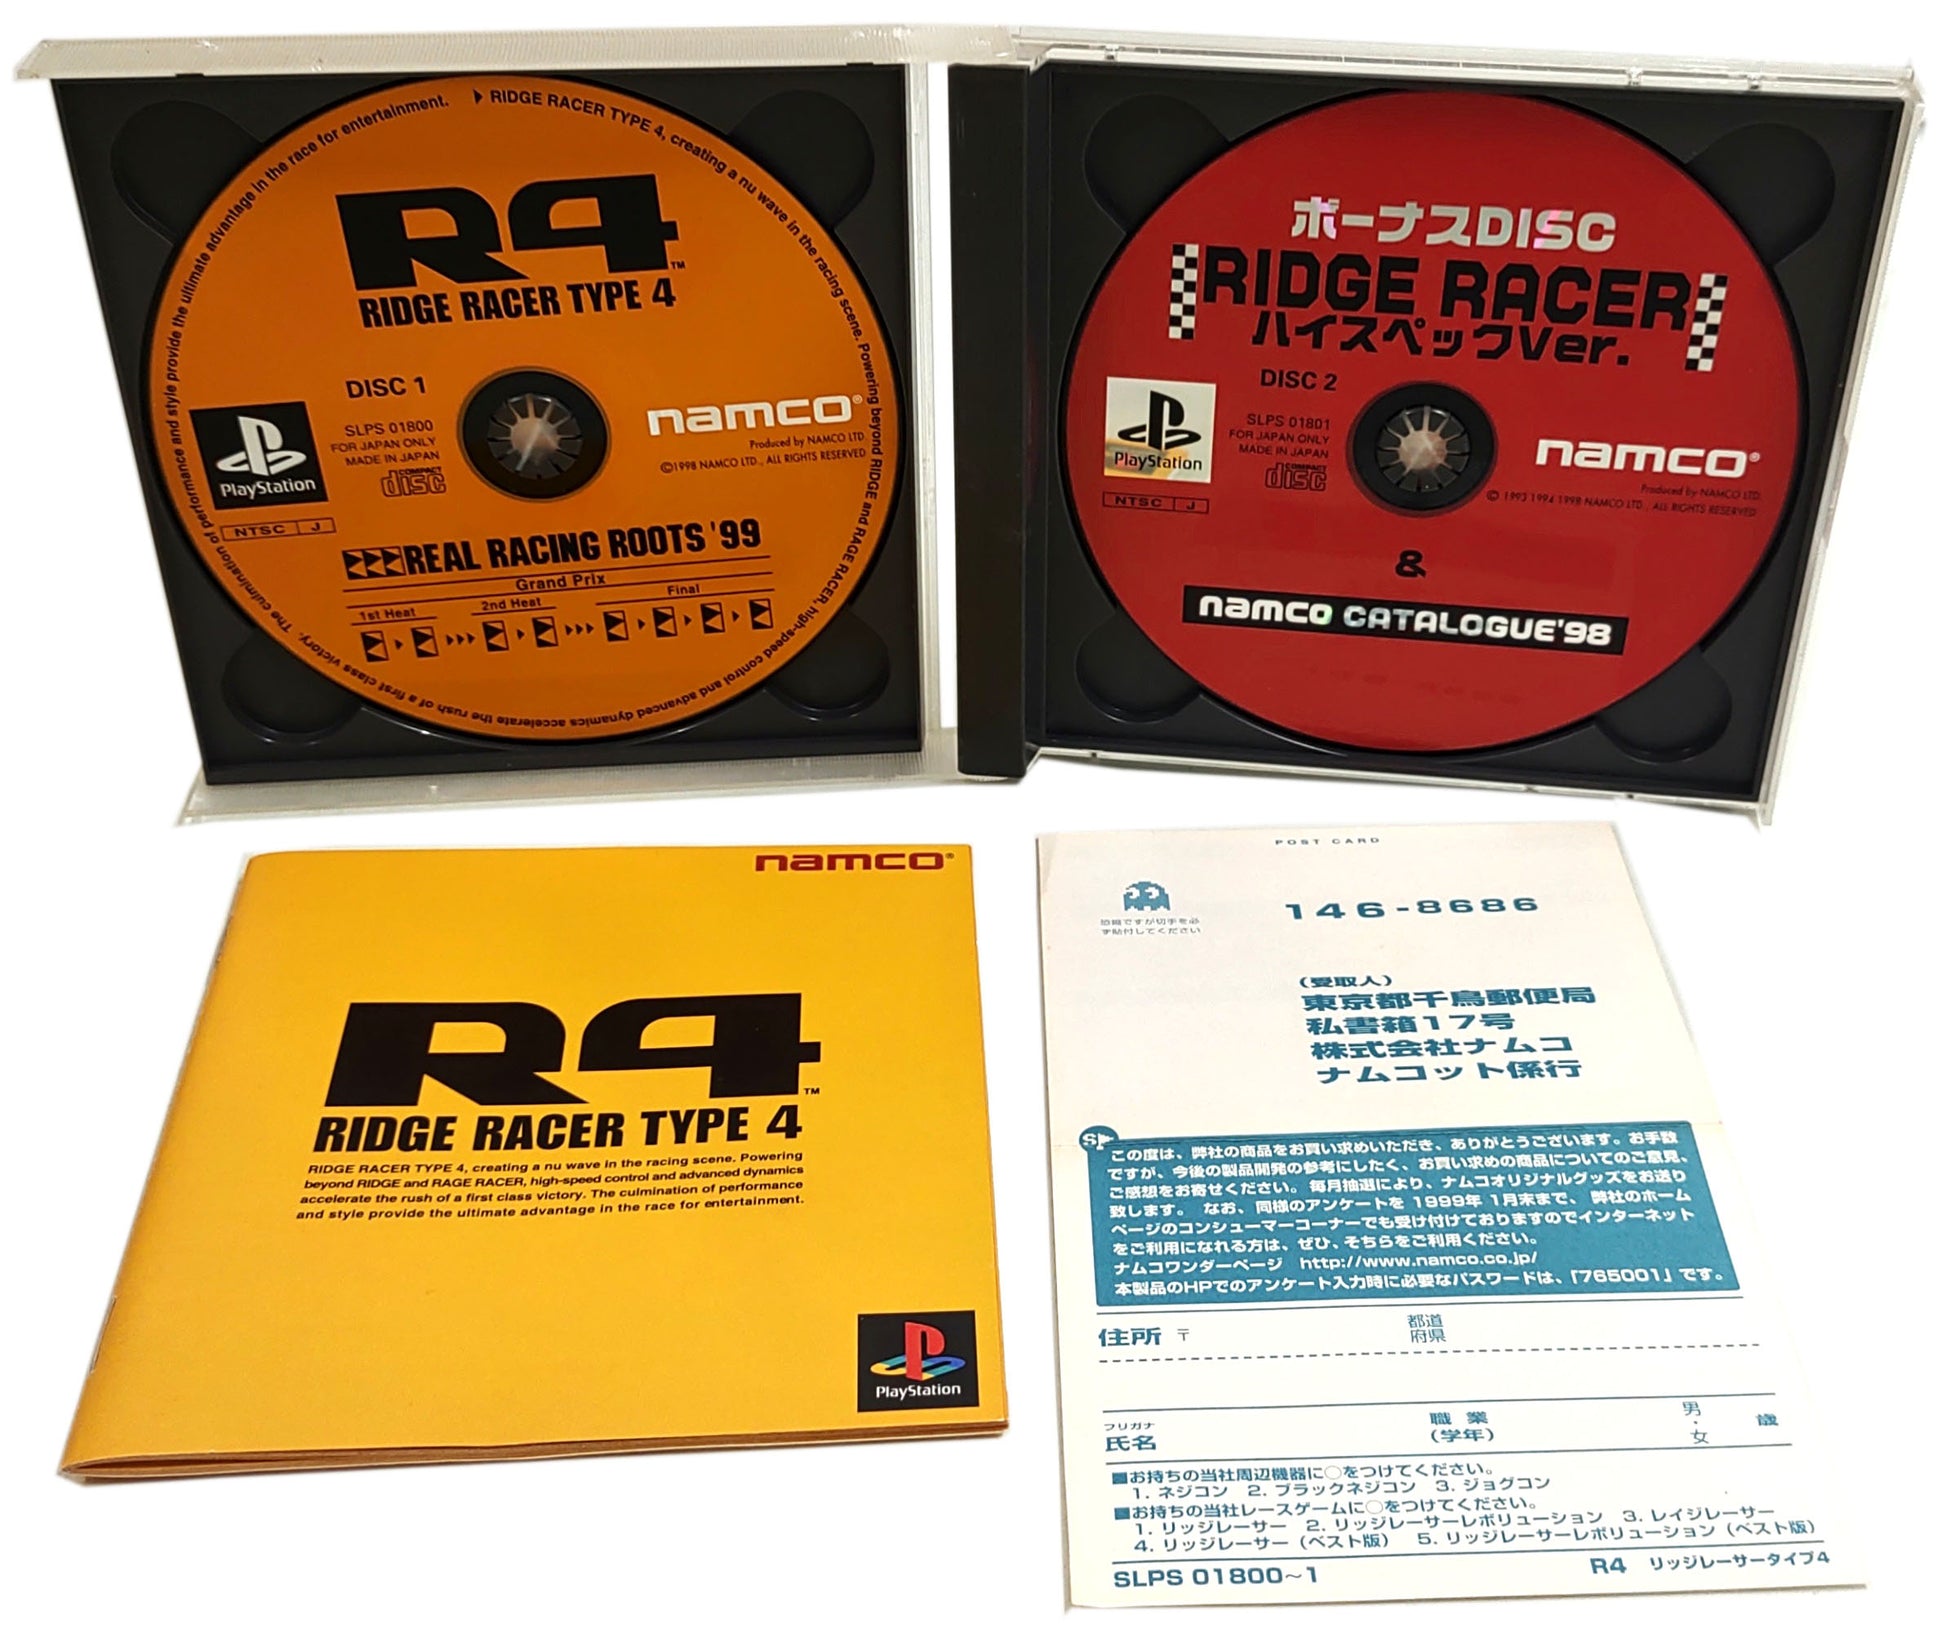 ▶ RIDGE RACER TYPE 4, creating a nu wave in the racing scene. Powering beyond RIDGE and RAGE RACER, high-speed control and advanced dynamics accelerate the rush of a first class victory. The culmination of performance and style provide the ultimate advantage in the race for entertainment.
R4™
RIDGE RACER TYPE 4
DISC 1
SLPS 01800
FOR JAPAN ONLY
MADE IN JAPAN
COMPACT
disc
PlayStation
NTSC J
namco®
Produced by NAMCO LTD.
©1998 NAMCO LTD., ALL RIGHTS RESERVED
REAL RACING ROOTS '99
Grand Prix
1st Heat 2nd Heat Final
ボーナスDISC
RIDGE RACER
ハイスペックVer.
DISC 2
SLPS 01801
FOR JAPAN ONLY
MADE IN JAPAN
COMPACT
disc
PlayStation
NTSC J
namco®
Produced by NAMCO LTD.
© 1993 1994 1998 NAMCO LTD., ALL RIGHTS RESERVED
&
namco CATALOGUE'98
namco®
R4™
RIDGE RACER TYPE 4
RIDGE RACER TYPE 4, creating a nu wave in the racing scene. Powering
beyond RIDGE and RAGE RACER, high-speed control and advanced dynamics
accelerate the rush of a first class victory. The culmination of performance
and style provide the ultimate advantage in the race for entertainment.
PlayStation
POST CARD
恐縮ですが切手を必
ず貼付してください
146-8686
(受取人)
東京都千鳥郵便局
私書箱17号
株式会社ナムコ
ナムコット係行
この度は、弊社の商品をお買い求めいただき、ありがとうございます。お手数
ですが、今後の製品開発の参考にしたく、お買い求めの商品についてのご意見、
ご感想をお寄せください。毎月抽選により、ナムコオリジナルグッズをお送り
致します。なお、同様のアンケートを1999年1月末まで、弊社のホーム
ページのコンシューマーコーナーでも受け付けておりますのでインターネット
をご利用になれる方は、ぜひ、そちらをご利用ください。
ナムコワンダーページ http://www.namco.co.jp/
本製品のHPでのアンケート入力時に必要なパスワードは、「765001」です。
住所 〒 都道
府県
フリガナ
氏名 職業
(学年) 男・女 歳
■お持ちの当社周辺機器に○をつけてください。
1. ネジコン 2. ブラックネジコン 3. ジョグコン
■お持ちの当社レースゲームに○をつけてください。
1. リッジレーサー 2. リッジレーサーレボリューション 3. レイジレーサー
4. リッジレーサー(ベスト版) 5. リッジレーサーレボリューション(ベスト版)
SLPS 01800~1 R4 リッジレーサータイプ4